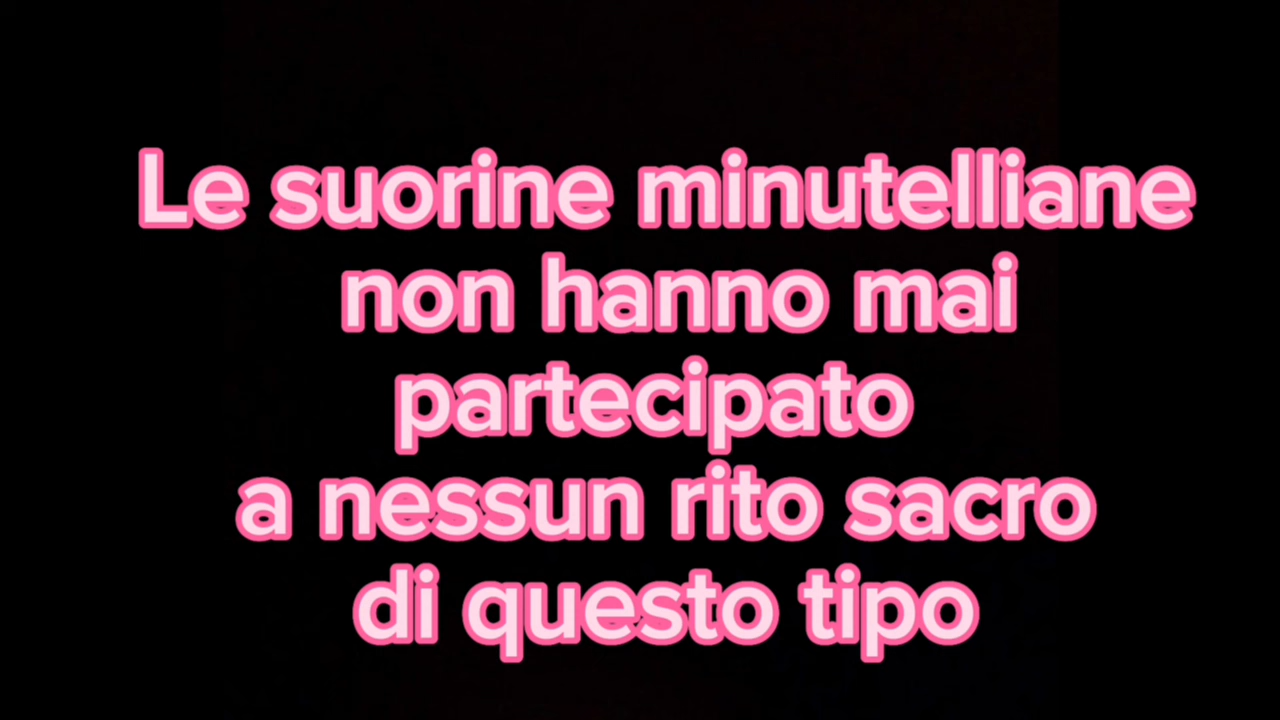 Le suorine minutelliane
non hanno mai
partecipato
a nessun rito sacro
di questo tipo